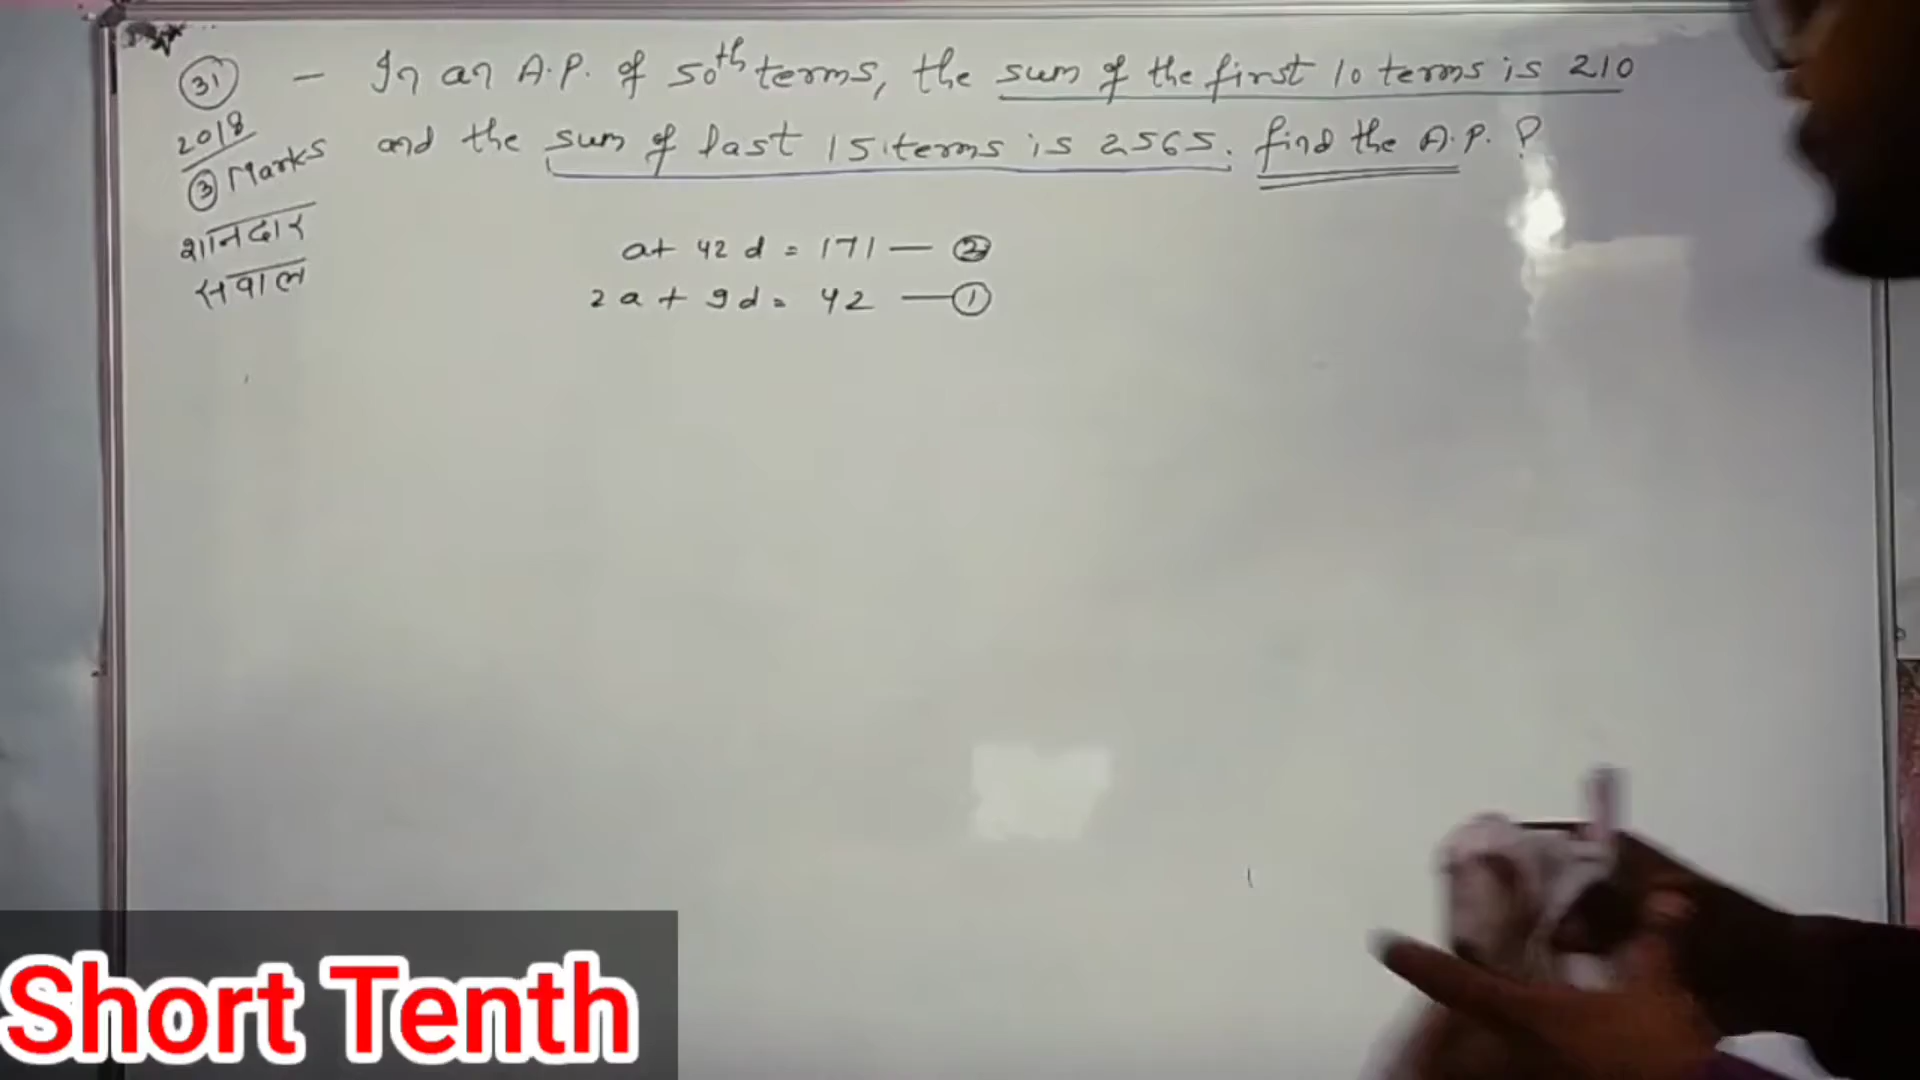 31 - In an A.P. of 50th terms, the sum of the first 10 terms is 210
and the sum of last 15 terms is 2565. find the A.P. ?
2018
3 Marks
शानदार
सवाल
a + 42 d = 171 — 2
2a + 9d = 42 — 1
Short Tenth